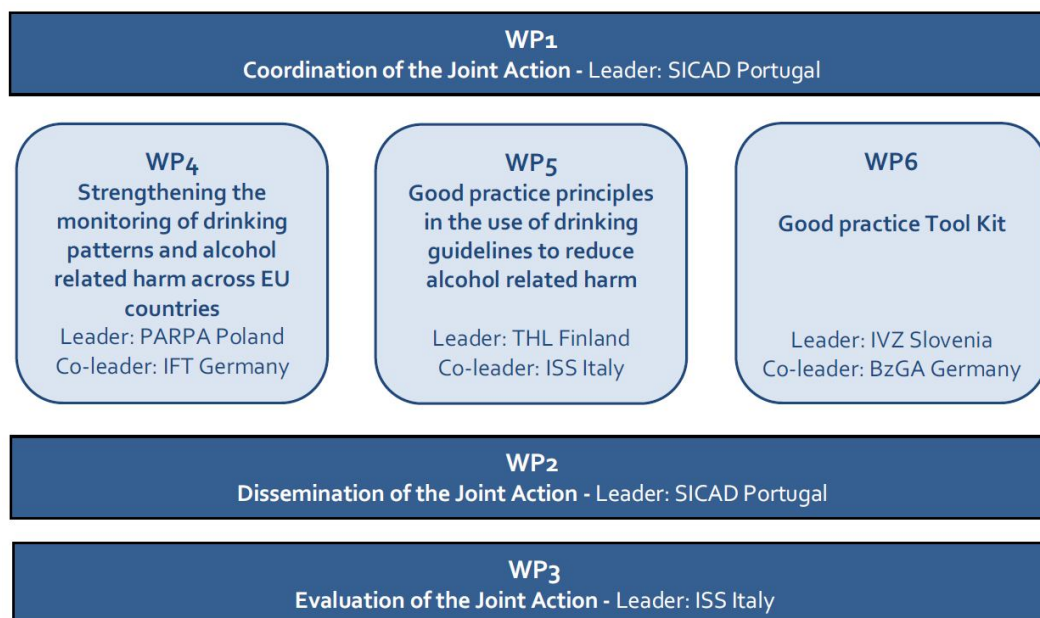 WP1
Coordination of the Joint Action - Leader: SICAD Portugal
WP4
Strengthening the
monitoring of drinking
patterns and alcohol
related harm across EU
countries
Leader: PARPA Poland
Co-leader: IFT Germany
WP5
Good practice principles
in the use of drinking
guidelines to reduce
alcohol related harm
Leader: THL Finland
Co-leader: ISS Italy
WP6
Good practice Tool Kit
Leader: IVZ Slovenia
Co-leader: BzGA Germany
WP2
Dissemination of the Joint Action - Leader: SICAD Portugal
WP3
Evaluation of the Joint Action - Leader: ISS Italy